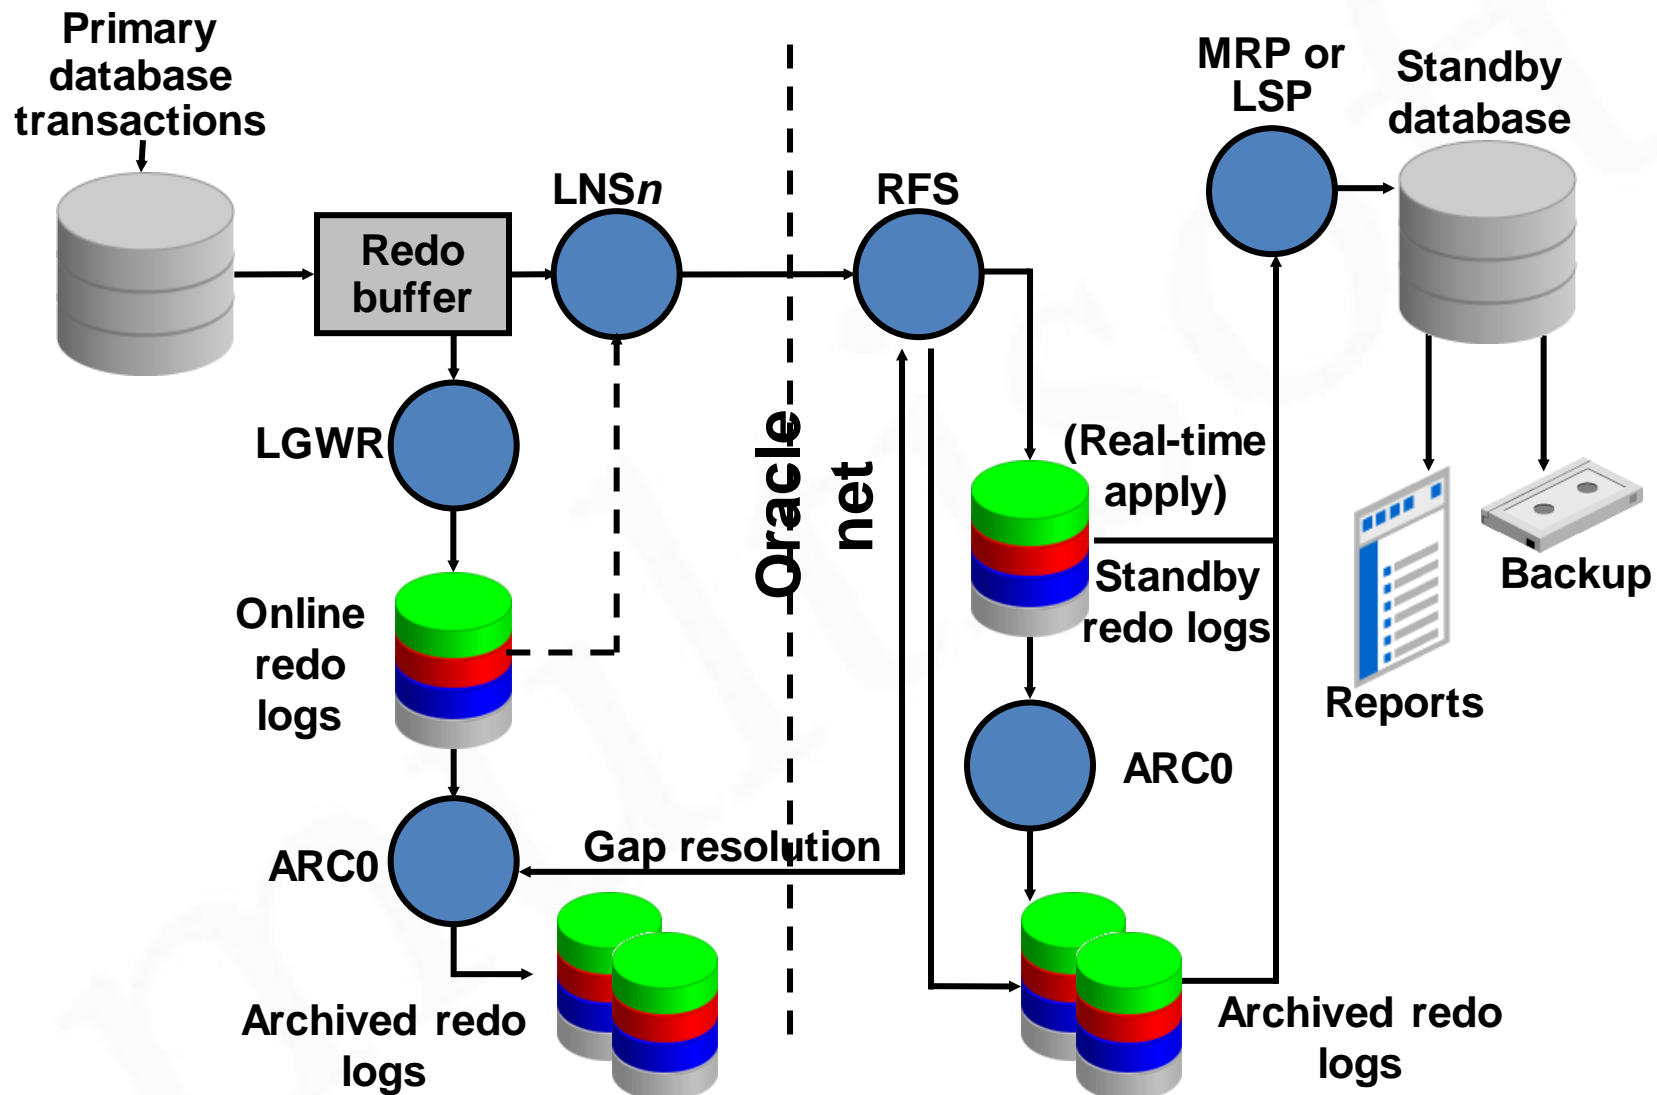 Primary
database
transactions
Redo
buffer
LNSn
RFS
MRP or
LSP
Standby
database
LGWR
Oracle
net
(Real-time
apply)
Online
redo
logs
Standby
redo logs
Reports
Backup
ARC0
Gap resolution
ARC0
Archived redo
logs
Archived redo
logs